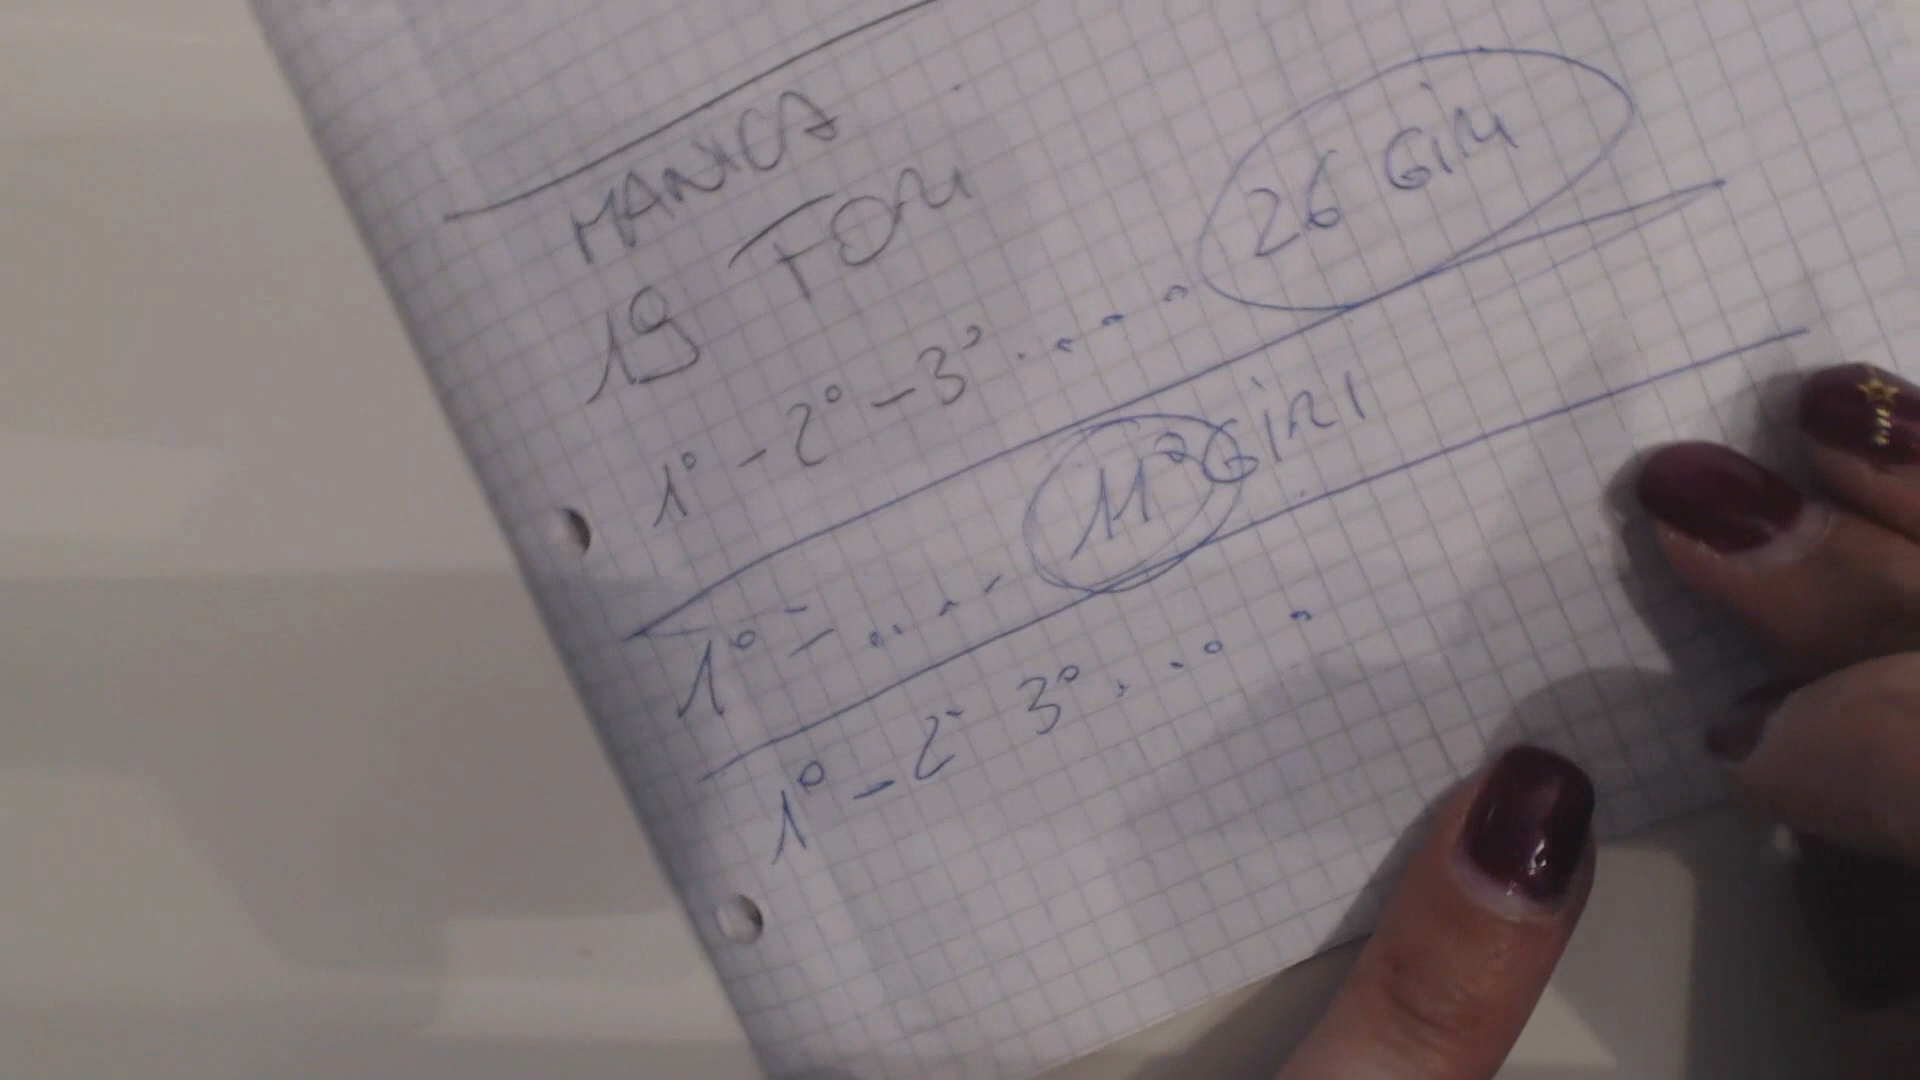 MANICA
19 FORI
1° - 2° - 3° . . . . . 26 GIRI
1° = . . . . . 11° GIRI
1° - 2° 3° . . . .